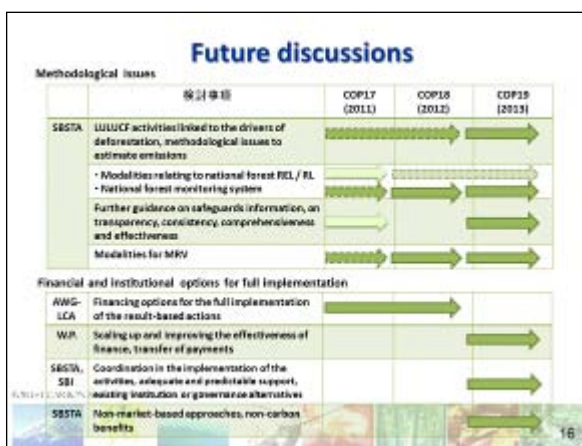 Future discussions
Methodological issues
検討事項
COP17
(2011)
COP18
(2012)
COP19
(2013)
SBSTA
LULUCF activities linked to the drivers of
deforestation, methodological issues to
estimate emissions
・Modalities relating to national forest REL / RL
・National forest monitoring system
Further guidance on safeguards information, on
transparency, consistency, comprehensiveness
and effectiveness
Modalities for MRV
Financial and institutional options for full implementation
AWG-
LCA
Financing options for the full implementation
of the result-based actions
W.P.
Scaling up and improving the effectiveness of
finance, transfer of payments
SBSTA,
SBI
Coordination in the implementation of the
activities, adequate and predictable support,
existing institution or governance alternatives
SBSTA
Non-market-based approaches, non-carbon
benefits
16